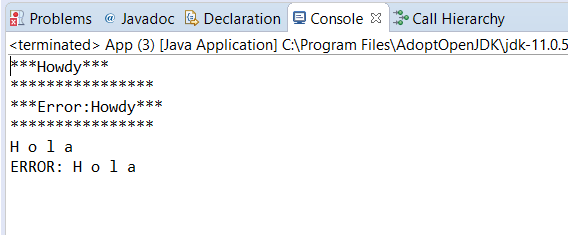 Problems @ Javadoc Declaration Console Call Hierarchy
<terminated> App (3) [Java Application] C:\Program Files\AdoptOpenJDK\jdk-11.0.5
***Howdy***
****************
***Error:Howdy***
****************
H o l a
ERROR: H o l a